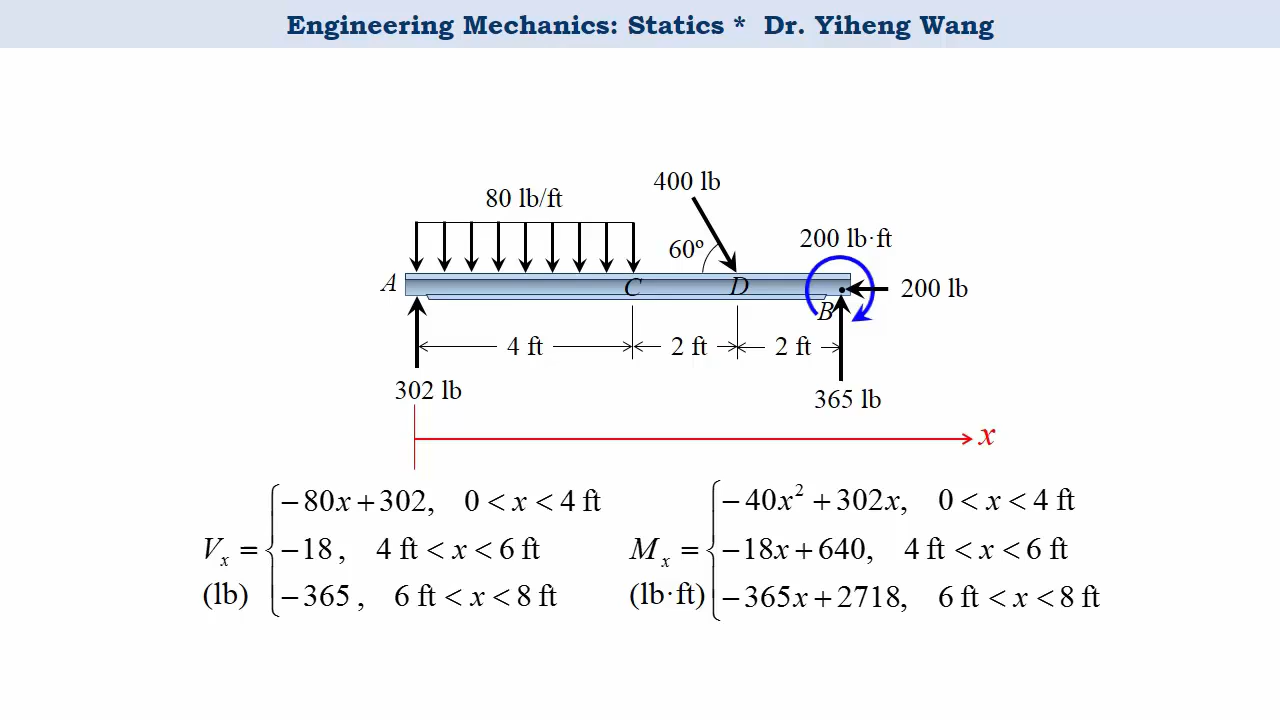 Engineering Mechanics: Statics * Dr. Yiheng Wang
400 lb
80 lb/ft
60º
200 lb·ft
A
C
D
200 lb
B
4 ft
2 ft
2 ft
302 lb
365 lb
x
−80x + 302, 0 < x < 4 ft
Vx = −18 , 4 ft < x < 6 ft
(lb) −365 , 6 ft < x < 8 ft
−40x² + 302x, 0 < x < 4 ft
Mx = −18x + 640, 4 ft < x < 6 ft
(lb·ft) −365x + 2718, 6 ft < x < 8 ft